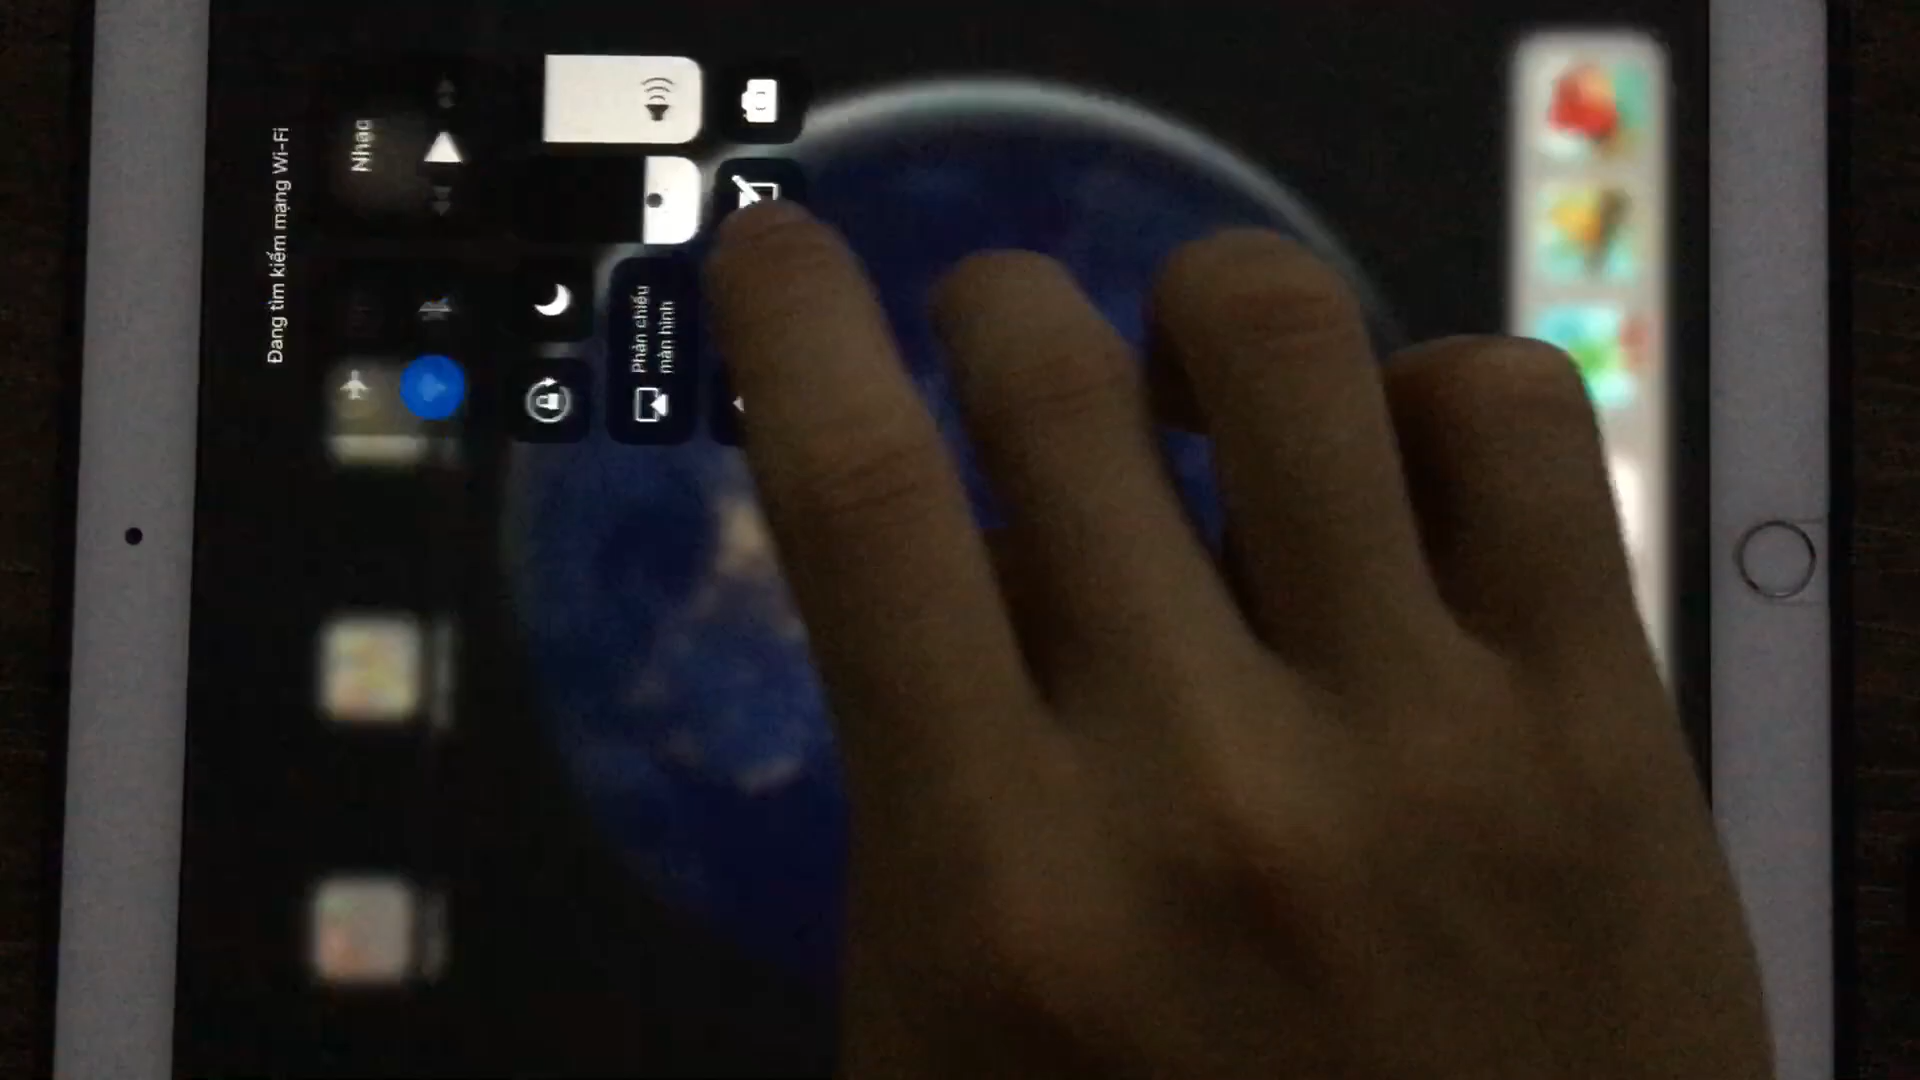 Đang tìm kiếm mạng Wi-Fi
Nhạc
Phản chiếu
màn hình